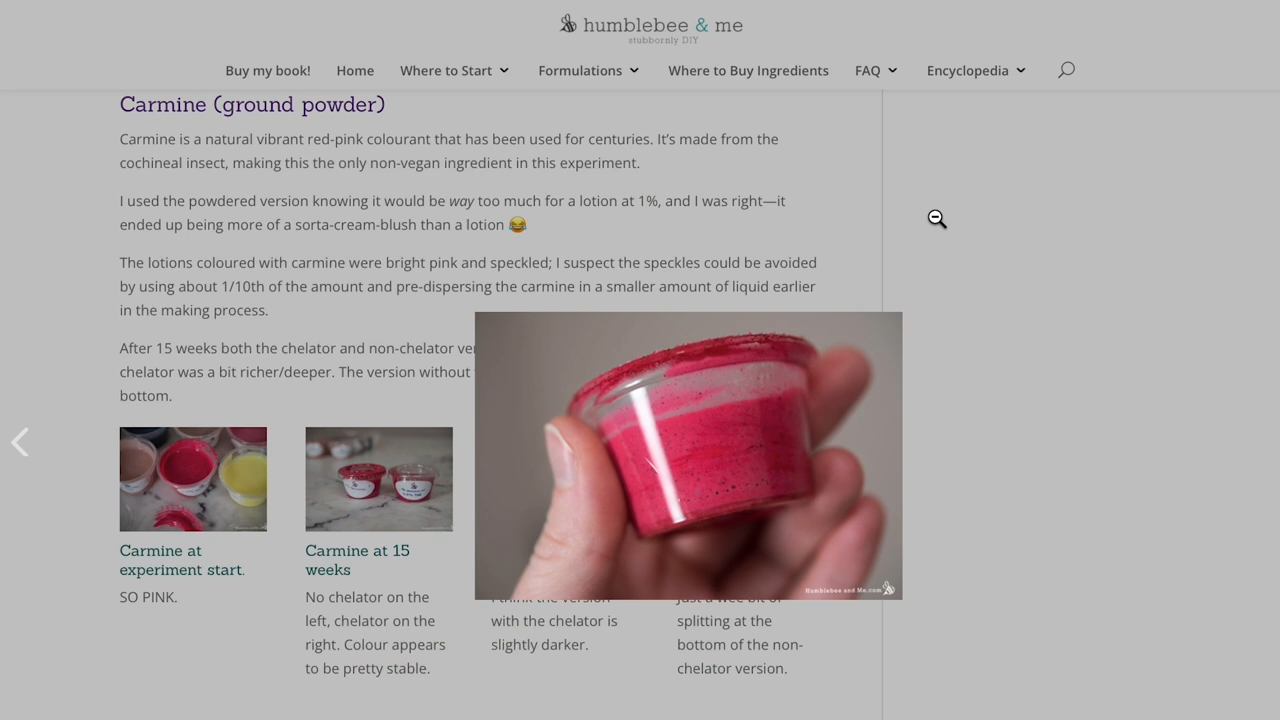 humblebee & me
stubbornly DIY
Buy my book! Home Where to Start Formulations Where to Buy Ingredients FAQ Encyclopedia
Carmine (ground powder)
Carmine is a natural vibrant red-pink colourant that has been used for centuries. It’s made from the
cochineal insect, making this the only non-vegan ingredient in this experiment.
I used the powdered version knowing it would be way too much for a lotion at 1%, and I was right—it
ended up being more of a sorta-cream-blush than a lotion 😂
The lotions coloured with carmine were bright pink and speckled; I suspect the speckles could be avoided
by using about 1/10th of the amount and pre-dispersing the carmine in a smaller amount of liquid earlier
in the making process.
After 15 weeks both the chelator and non-chelator
chelator was a bit richer/deeper. The version without
bottom.
Humblebee and Me.com
Carmine at
experiment start.
SO PINK.
Carmine at 15
weeks
No chelator on the
left, chelator on the
right. Colour appears
to be pretty stable.
I think the version
with the chelator is
slightly darker.
Just a wee bit of
splitting at the
bottom of the non-
chelator version.